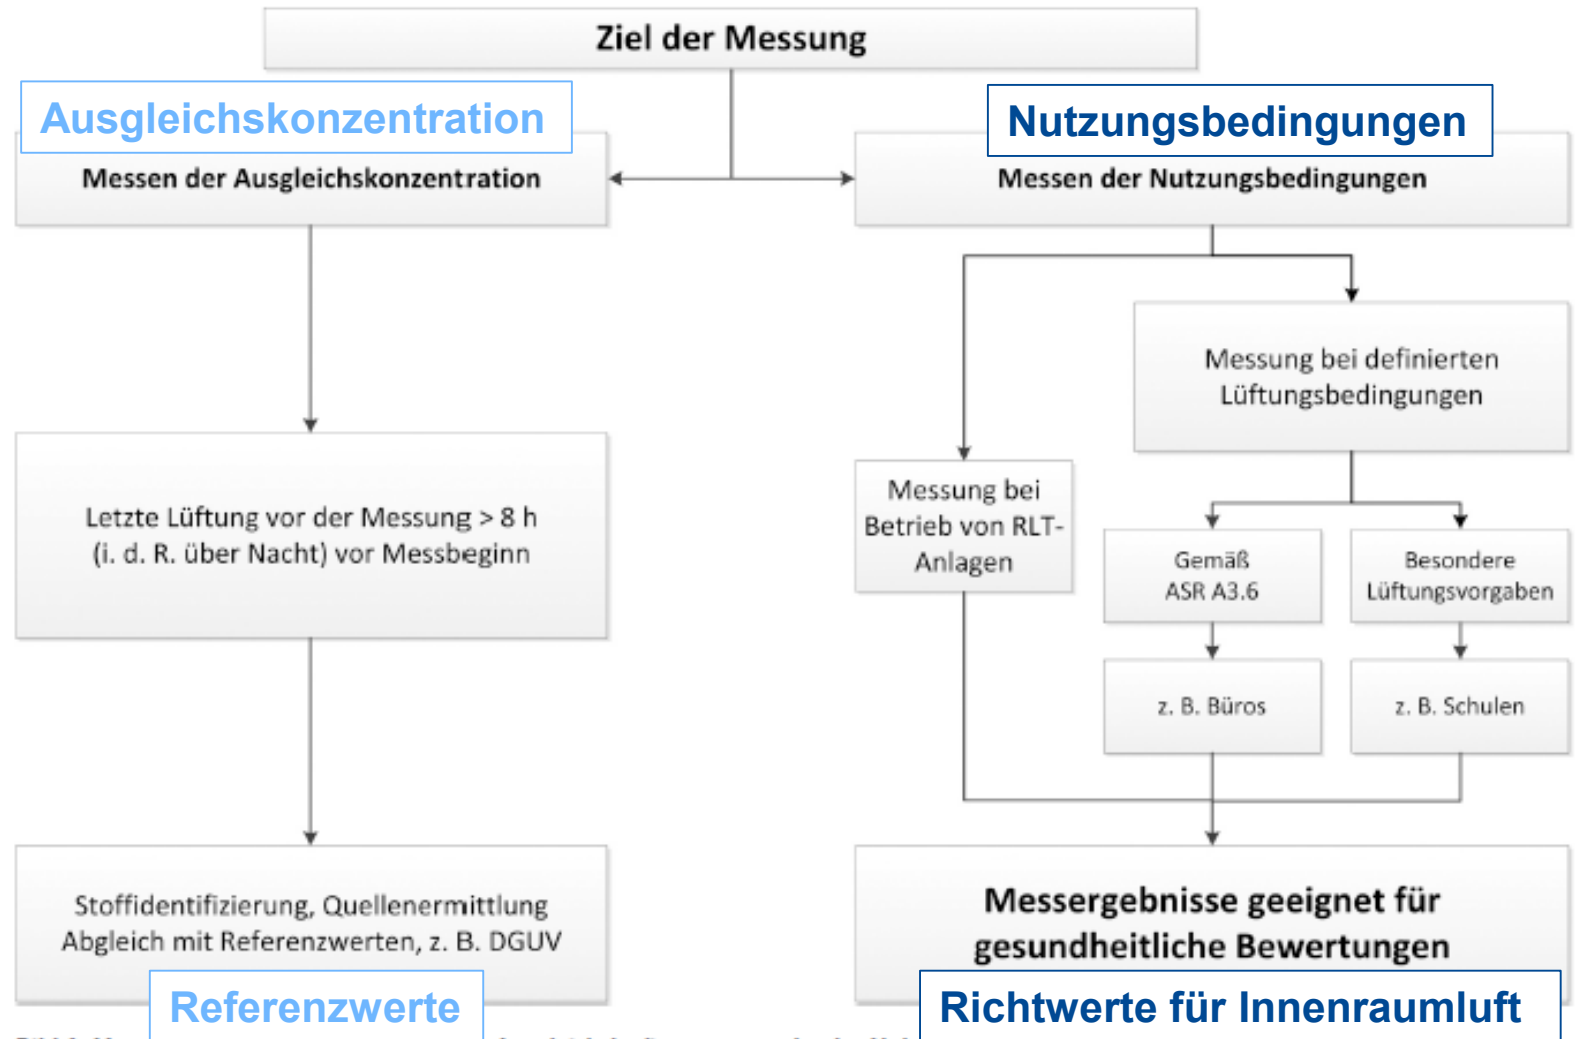 Ziel der Messung
Ausgleichskonzentration
Messen der Ausgleichskonzentration
Nutzungsbedingungen
Messen der Nutzungsbedingungen
Letzte Lüftung vor der Messung > 8 h
(i. d. R. über Nacht) vor Messbeginn
Messung bei definierten
Lüftungsbedingungen
Messung bei
Betrieb von RLT-
Anlagen
Gemäß
ASR A3.6
Besondere
Lüftungsvorgaben
z. B. Büros
z. B. Schulen
Stoffidentifizierung, Quellenermittlung
Abgleich mit Referenzwerten, z. B. DGUV
Referenzwerte
Messergebnisse geeignet für
gesundheitliche Bewertungen
Richtwerte für Innenraumluft